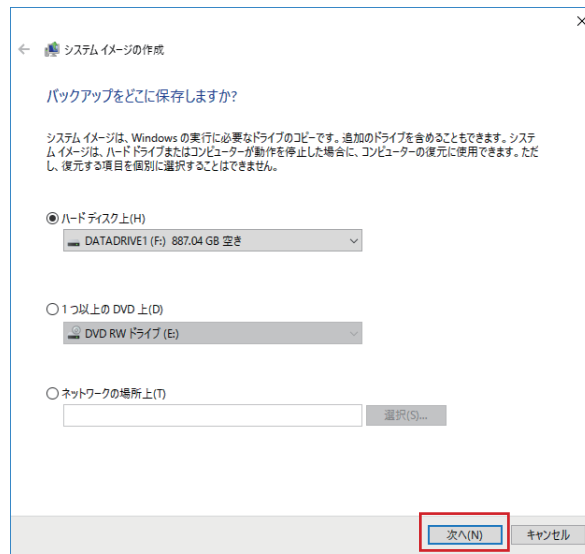 システム イメージの作成
バックアップをどこに保存しますか?
システム イメージは、Windows の実行に必要なドライブのコピーです。追加のドライブを含めることもできます。システ
ム イメージは、ハード ドライブまたはコンピューターが動作を停止した場合に、コンピューターの復元に使用できます。ただ
し、復元する項目を個別に選択することはできません。
ハード ディスク上(H)
DATADRIVE1 (F:) 887.04 GB 空き
1 つ以上の DVD 上(D)
DVD RW ドライブ (E:)
ネットワークの場所上(T)
選択(S)...
次へ(N)
キャンセル